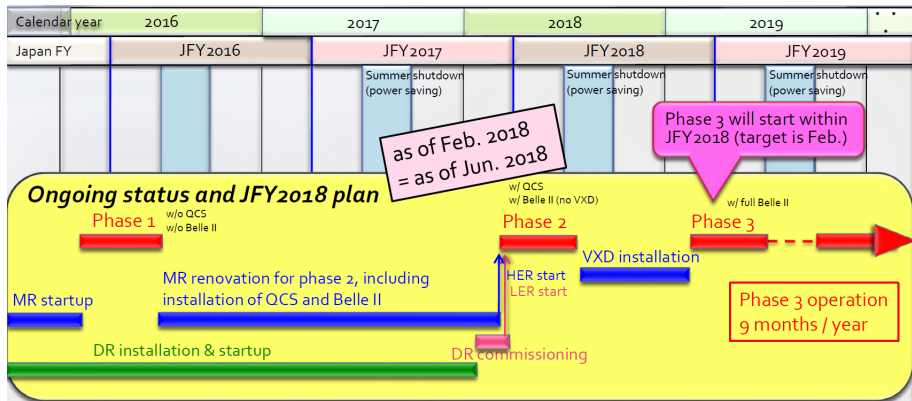 Calendar year 2016 2017 2018 2019 . . .
Japan FY JFY2016 JFY2017 JFY2018 JFY2019
Summer shutdown
(power saving)
Summer shutdown
(power saving)
Summer shutdown
(power saving)
as of Feb. 2018
= as of Jun. 2018
Phase 3 will start within
JFY2018 (target is Feb.)
Ongoing status and JFY2018 plan
Phase 1
w/o QCS
w/o Belle II
w/ QCS
w/ Belle II (no VXD)
Phase 2
w/ full Belle II
Phase 3
VXD installation
MR startup
MR renovation for phase 2, including
installation of QCS and Belle II
HER start
LER start
Phase 3 operation
9 months / year
DR installation & startup
DR commissioning